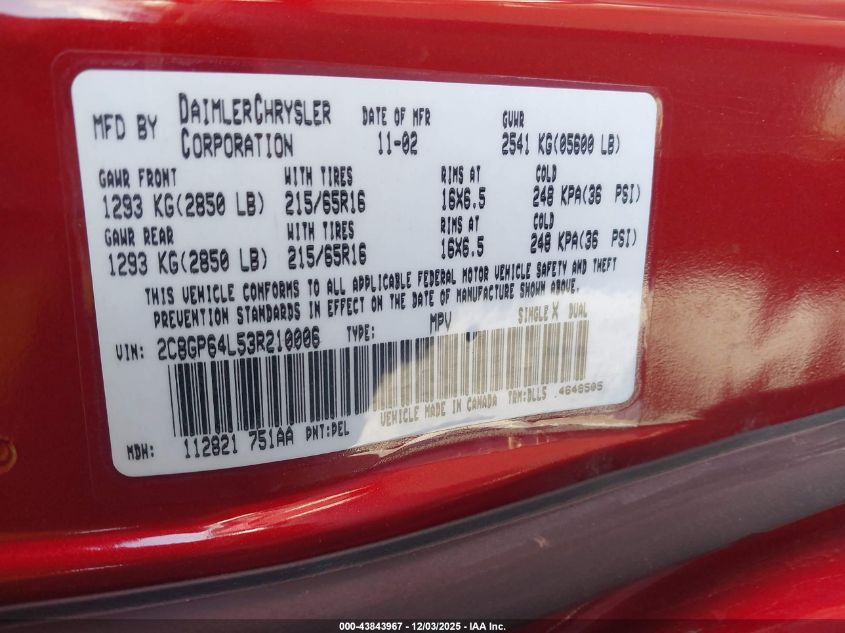 MFD BY DAIMLERCHRYSLER CORPORATION DATE OF MFR 11-02 GVWR 2541 KG(05600 LB)
GAWR FRONT WITH TIRES RIMS AT COLD
1293 KG(2850 LB) 215/65R16 16X6.5 248 KPA(36 PSI)
GAWR REAR WITH TIRES RIMS AT COLD
1293 KG(2850 LB) 215/65R16 16X6.5 248 KPA(36 PSI)
THIS VEHICLE CONFORMS TO ALL APPLICABLE FEDERAL MOTOR VEHICLE SAFETY AND THEFT
PREVENTION STANDARDS IN EFFECT ON THE DATE OF MANUFACTURE SHOWN ABOVE.
VIN: 2C8GP64L53R210006 TYPE: MPV SINGLE X DUAL
VEHICLE MADE IN CANADA TRM:DLL5 .4646505
MDH: 112821 751AA PNT:DEL
000-43843967 - 12/03/2025 - IAA Inc.